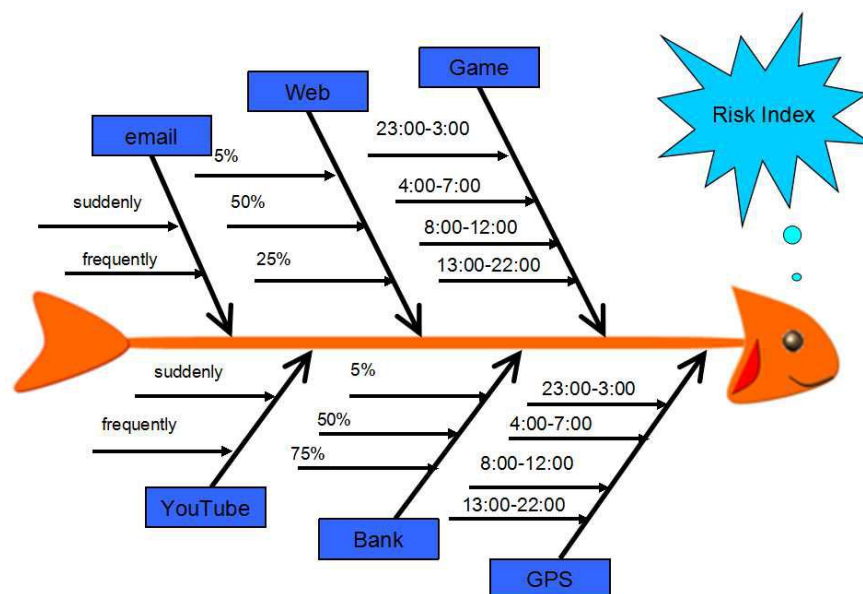 Game
Web
email
Risk Index
23:00-3:00
4:00-7:00
8:00-12:00
13:00-22:00
5%
50%
25%
suddenly
frequently
suddenly
frequently
YouTube
5%
50%
75%
Bank
23:00-3:00
4:00-7:00
8:00-12:00
13:00-22:00
GPS